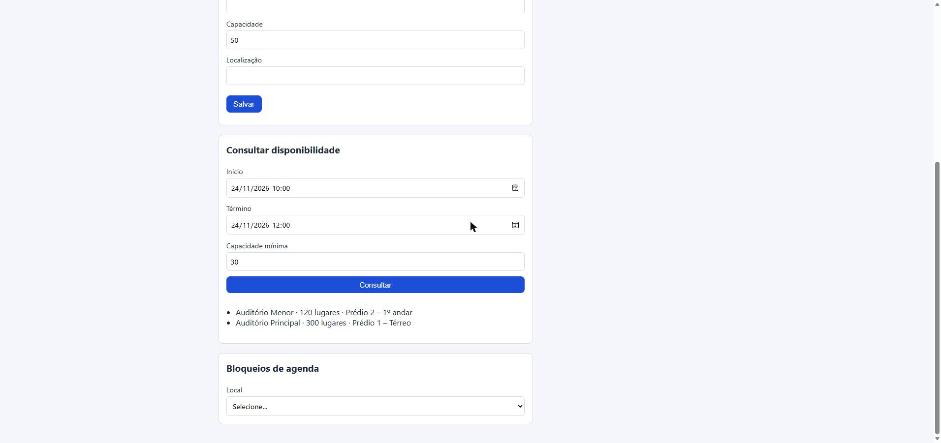 Capacidade
50
Localização
Salvar
Consultar disponibilidade
Início
24/11/2026 10:00
Término
24/11/2026 12:00
Capacidade mínima
30
Consultar
Auditório Menor · 120 lugares · Prédio 2 – 1º andar
Auditório Principal · 300 lugares · Prédio 1 – Térreo
Bloqueios de agenda
Local
Selecione...